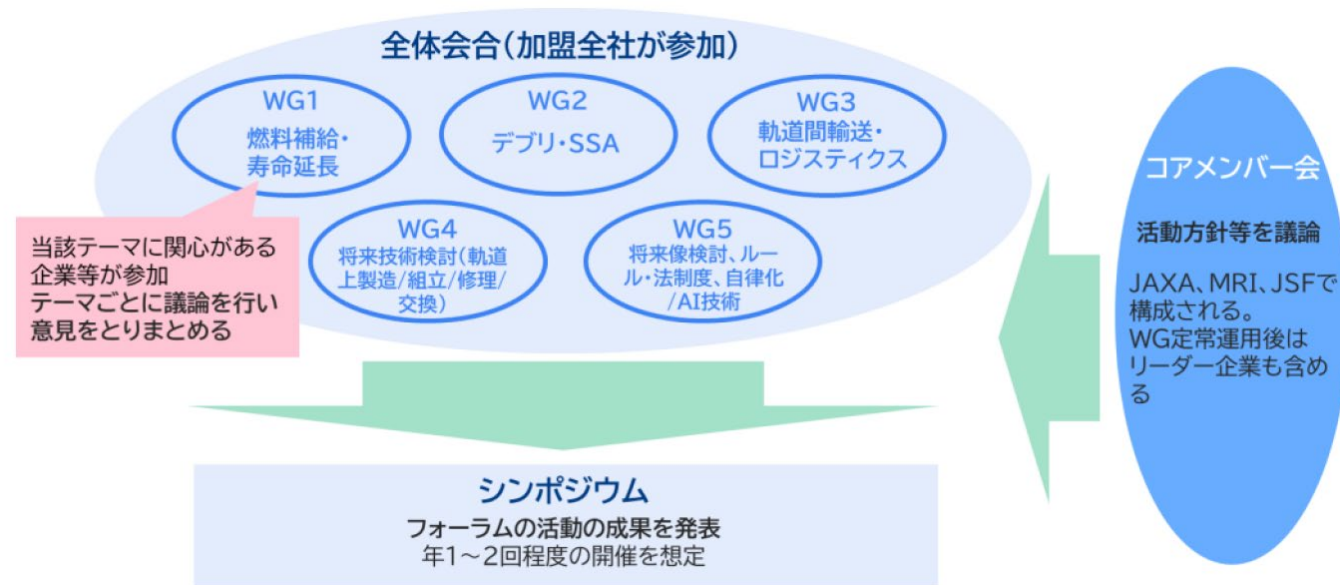 全体会合(加盟全社が参加)
WG1
燃料補給・
寿命延長
WG2
デブリ・SSA
WG3
軌道間輸送・
ロジスティクス
WG4
将来技術検討(軌道
上製造/組立/修理/
交換)
WG5
将来像検討、ルー
ル・法制度、自律化
/AI技術
当該テーマに関心がある
企業等が参加
テーマごとに議論を行い
意見をとりまとめる
コアメンバー会
活動方針等を議論
JAXA、MRI、JSFで
構成される。
WG定常運用後は
リーダー企業も含め
る
シンポジウム
フォーラムの活動の成果を発表
年1～2回程度の開催を想定